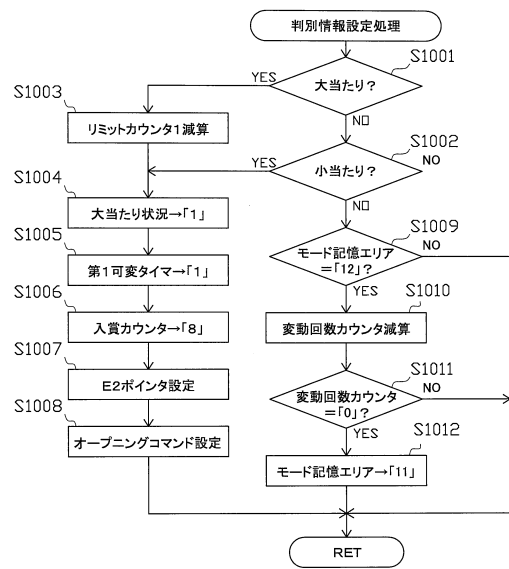 判別情報設定処理
S1001
大当たり?
YES
NO
S1003
リミットカウンタ1減算
S1002
小当たり?
YES
NO
NO
S1004
大当たり状況→「1」
S1005
第1可変タイマ→「1」
S1006
入賞カウンタ→「8」
S1007
E2ポインタ設定
S1008
オープニングコマンド設定
S1009
モード記憶エリア
=「12」?
NO
YES
S1010
変動回数カウンタ減算
S1011
変動回数カウンタ
=「0」?
NO
YES
S1012
モード記憶エリア→「11」
RET